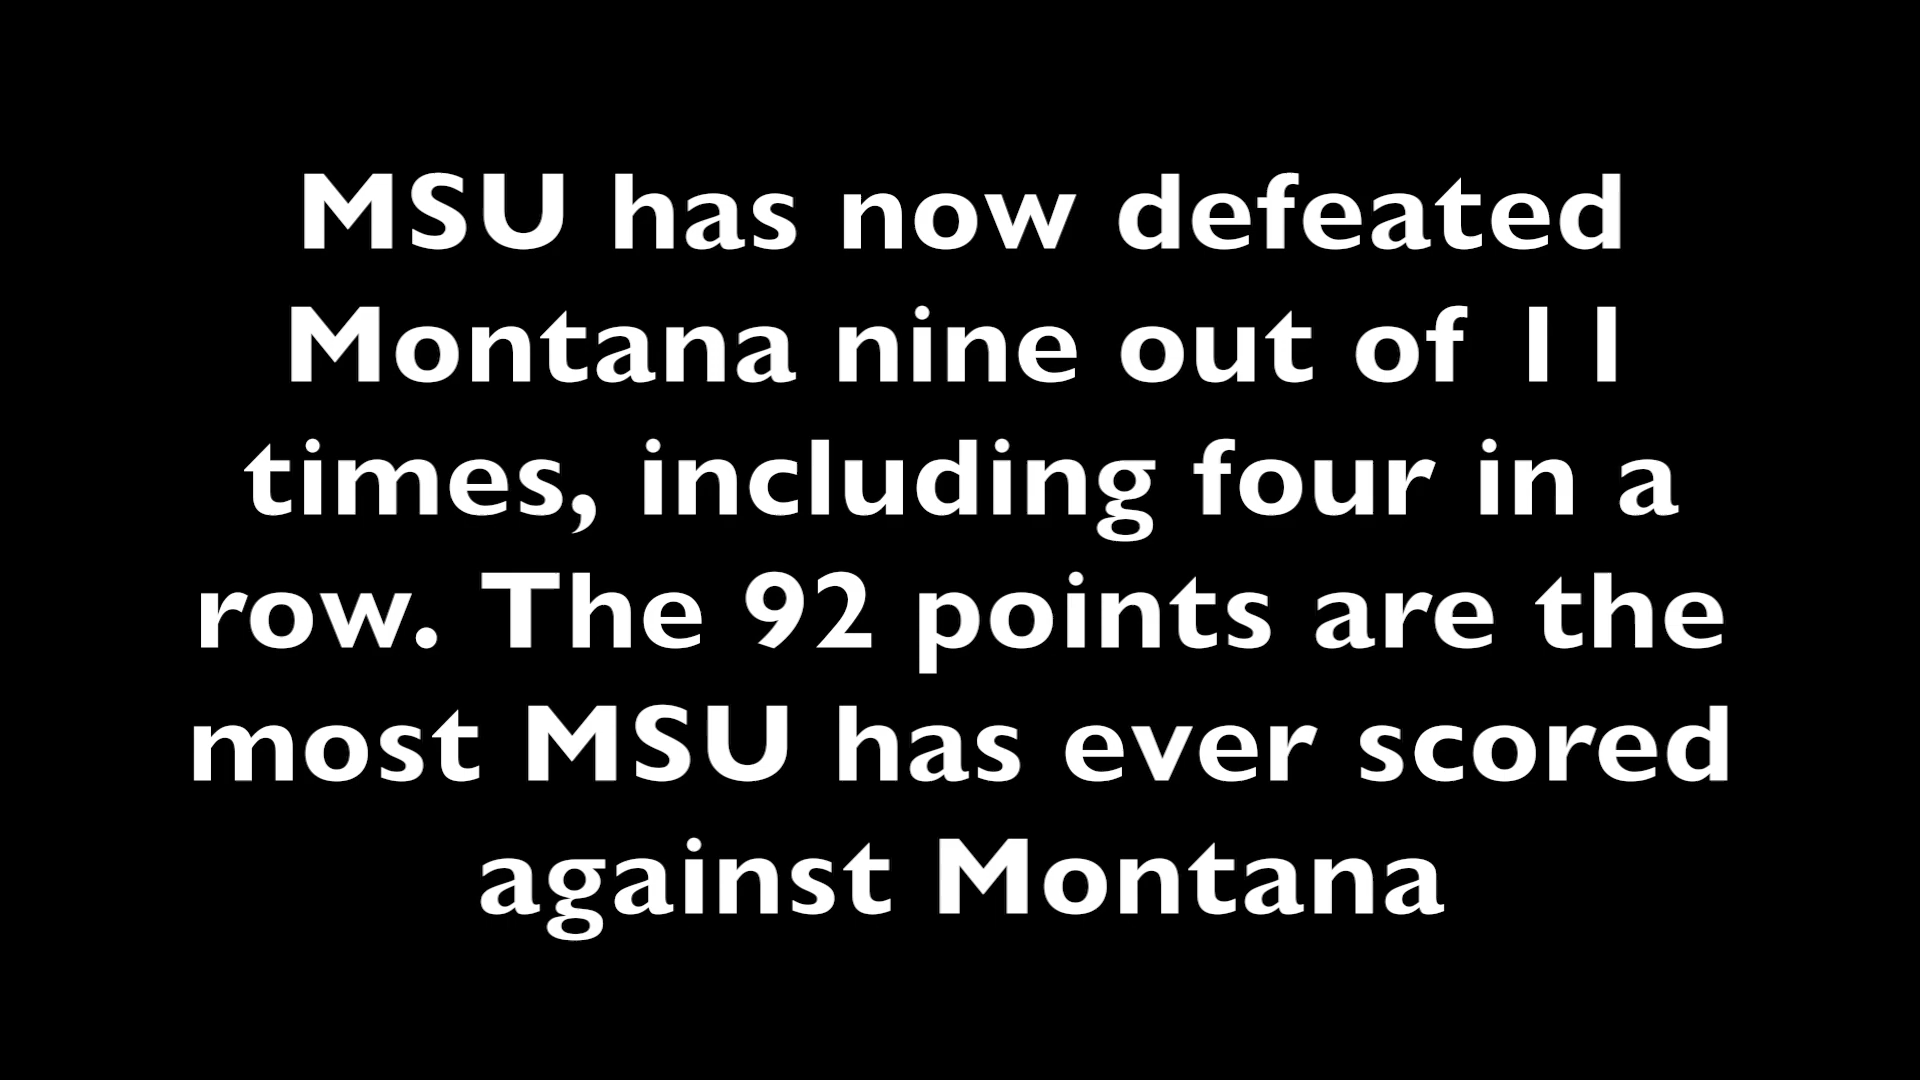 MSU has now defeated
Montana nine out of 11
times, including four in a
row. The 92 points are the
most MSU has ever scored
against Montana